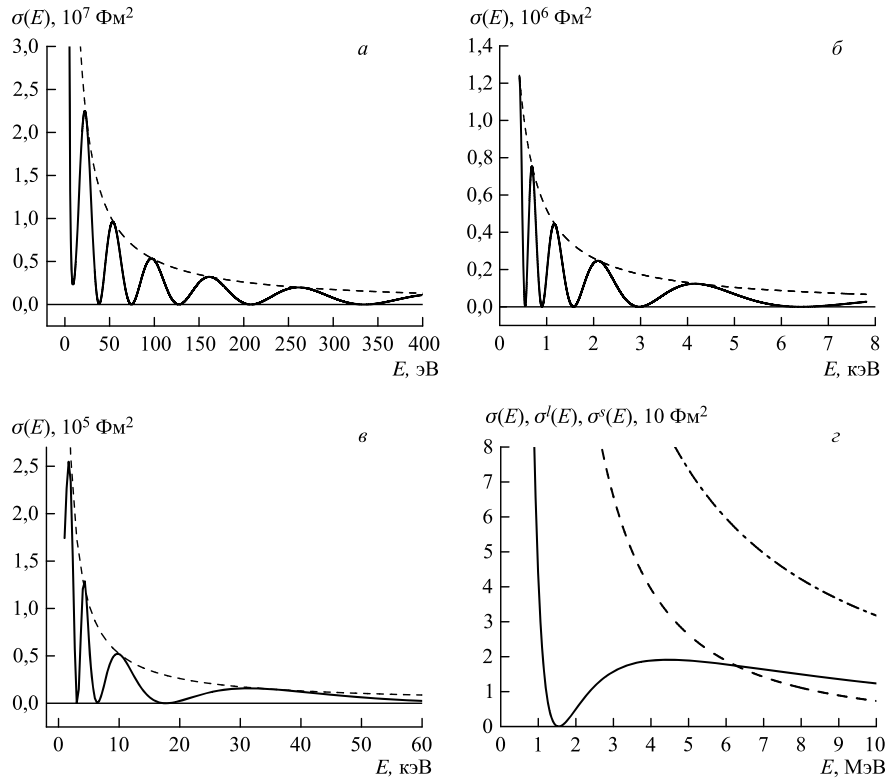 σ(E), 10⁷ Фм²
а
3,0
2,5
2,0
1,5
1,0
0,5
0,0
0 50 100 150 200 250 300 350 400
E, эВ
σ(E), 10⁶ Фм²
б
1,4
1,2
1,0
0,8
0,6
0,4
0,2
0,0
0 1 2 3 4 5 6 7 8
E, кэВ
σ(E), 10⁵ Фм²
в
2,5
2,0
1,5
1,0
0,5
0,0
0 10 20 30 40 50 60
E, кэВ
σ(E), σˡ(E), σˢ(E), 10 Фм²
г
8
7
6
5
4
3
2
1
0
0 1 2 3 4 5 6 7 8 9 10
E, МэВ